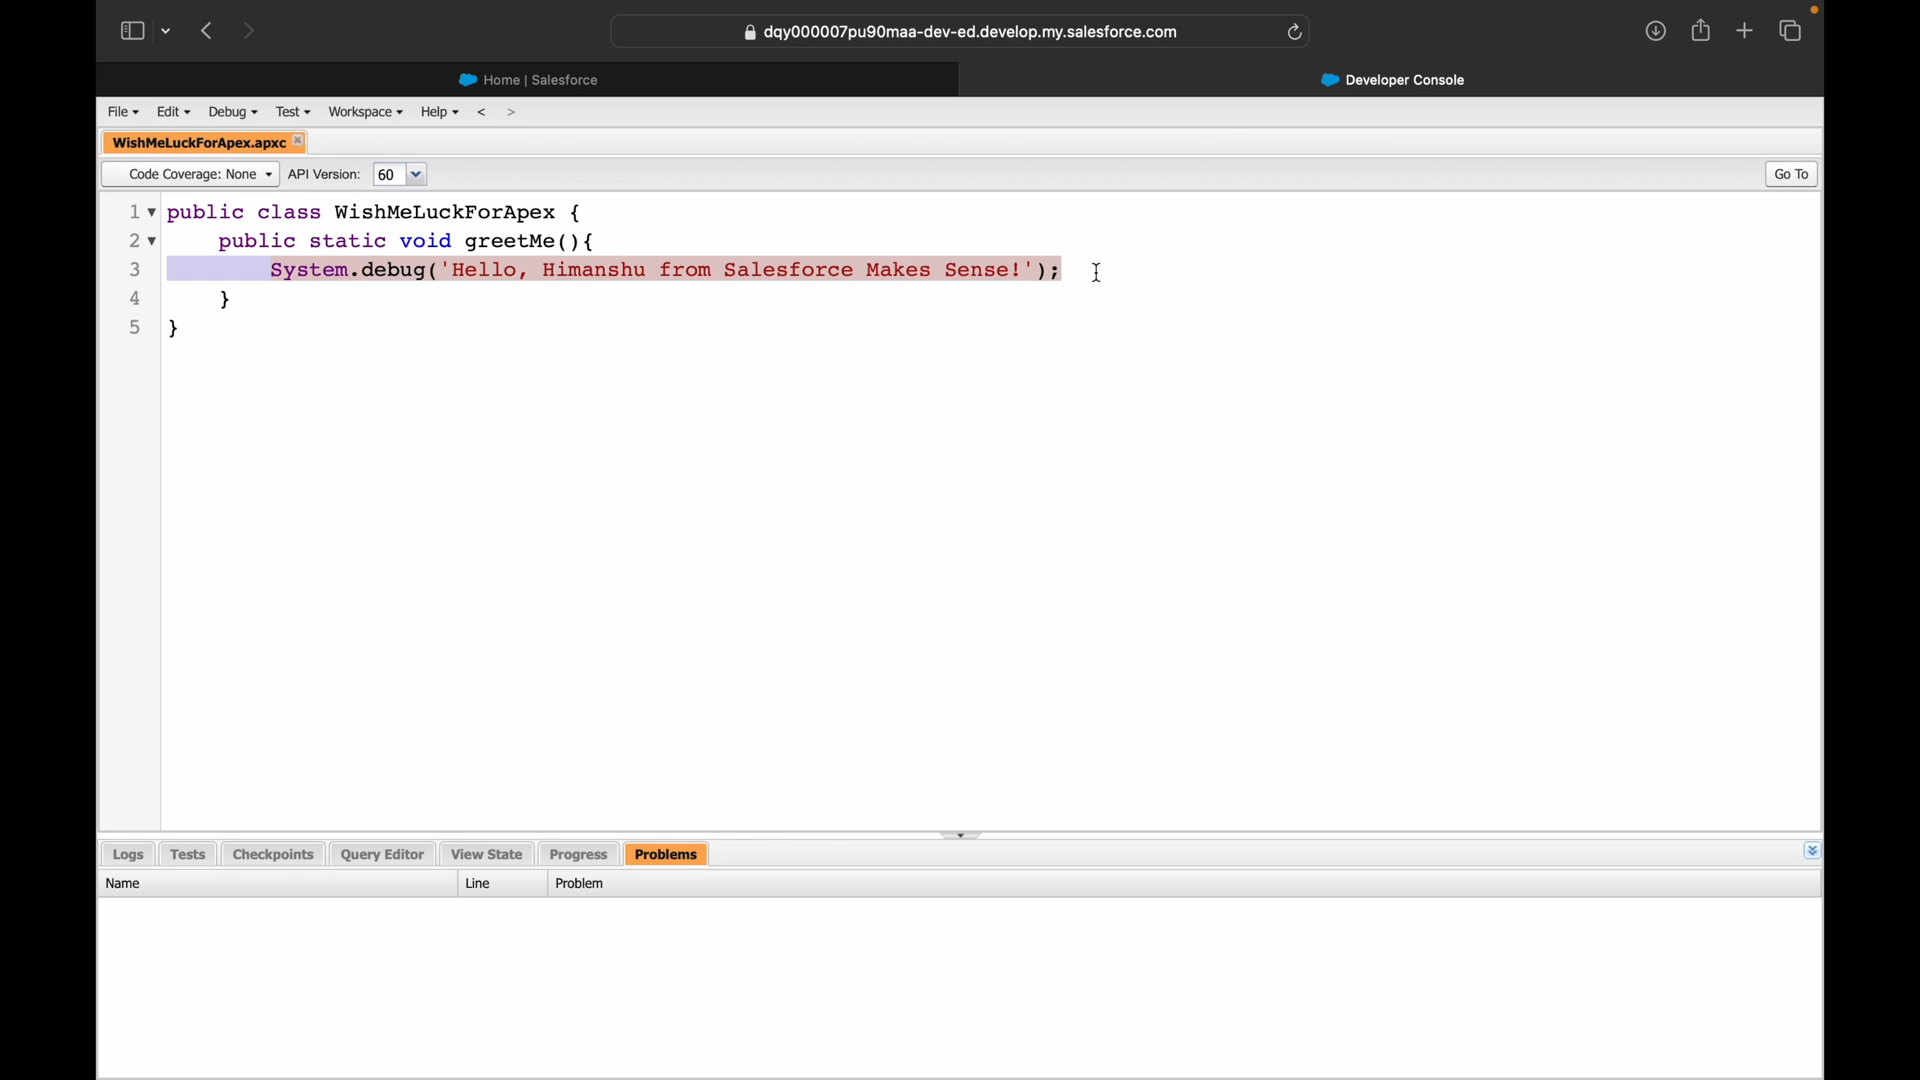 dqy000007pu90maa-dev-ed.develop.my.salesforce.com
Home | Salesforce
Developer Console
File Edit Debug Test Workspace Help < >
WishMeLuckForApex.apxc
Code Coverage: None API Version: 60 Go To
1 public class WishMeLuckForApex {
2 public static void greetMe(){
3 System.debug('Hello, Himanshu from Salesforce Makes Sense!');
4 }
5 }
Logs Tests Checkpoints Query Editor View State Progress Problems
Name Line Problem